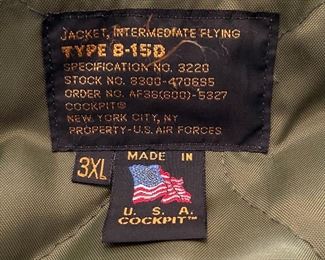 JACKET, INTERMEDIATE FLYING
TYPE B-15D
SPECIFICATION NO. 3220
STOCK NO. 8300-470695
ORDER NO. AF36(600)-5327
COCKPIT®
NEW YORK CITY, NY
PROPERTY-U.S. AIR FORCES
3XL
MADE IN
U. S. A.
COCKPIT™